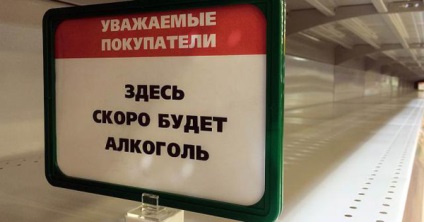 УВАЖАЕМЫЕ
ПОКУПАТЕЛИ
ЗДЕСЬ
СКОРО БУДЕТ
АЛКОГОЛЬ